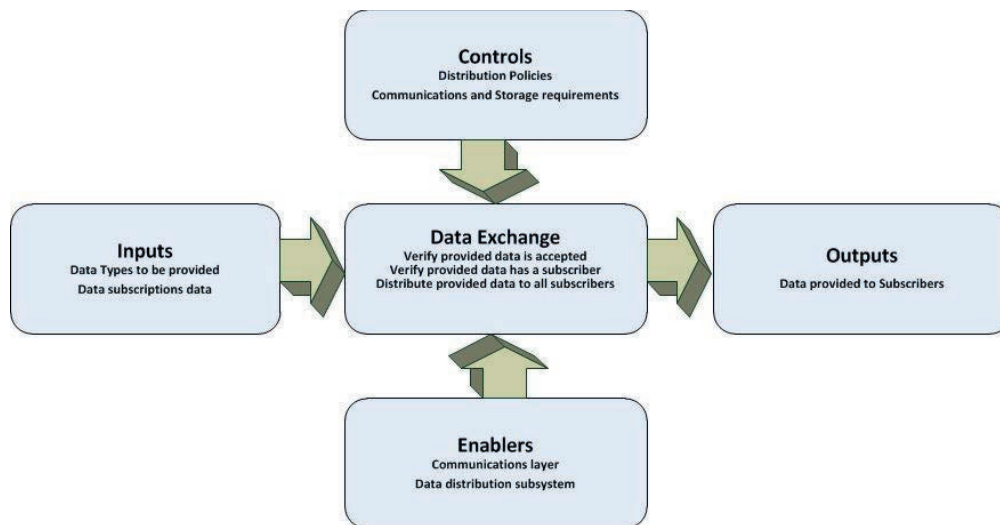 Controls
Distribution Policies
Communications and Storage requirements
Inputs
Data Types to be provided
Data subscriptions data
Data Exchange
Verify provided data is accepted
Verify provided data has a subscriber
Distribute provided data to all subscribers
Outputs
Data provided to Subscribers
Enablers
Communications layer
Data distribution subsystem